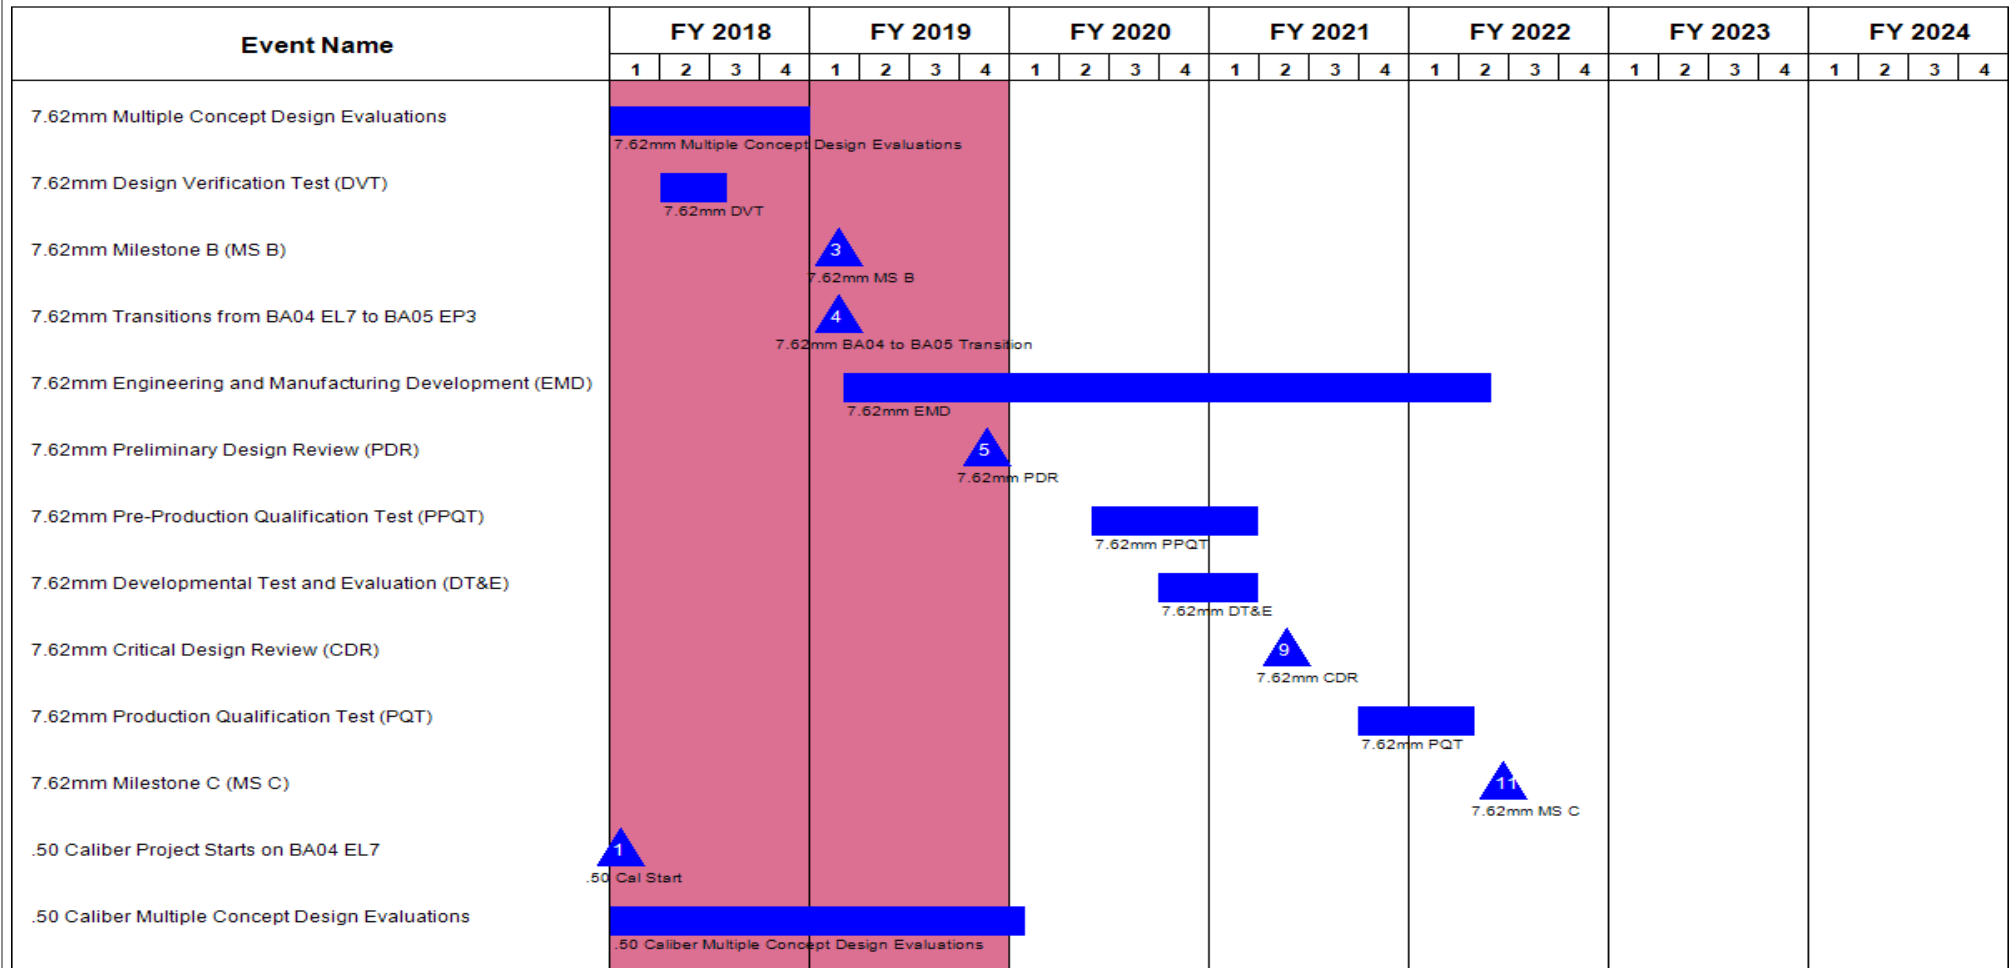 Event Name
FY 2018 FY 2019 FY 2020 FY 2021 FY 2022 FY 2023 FY 2024
1 2 3 4 1 2 3 4 1 2 3 4 1 2 3 4 1 2 3 4 1 2 3 4 1 2 3 4
7.62mm Multiple Concept Design Evaluations
7.62mm Multiple Concept Design Evaluations
7.62mm Design Verification Test (DVT)
7.62mm DVT
7.62mm Milestone B (MS B)
3
7.62mm MS B
7.62mm Transitions from BA04 EL7 to BA05 EP3
4
7.62mm BA04 to BA05 Transition
7.62mm Engineering and Manufacturing Development (EMD)
7.62mm EMD
7.62mm Preliminary Design Review (PDR)
5
7.62mm PDR
7.62mm Pre-Production Qualification Test (PPQT)
7.62mm PPQT
7.62mm Developmental Test and Evaluation (DT&E)
7.62mm DT&E
7.62mm Critical Design Review (CDR)
9
7.62mm CDR
7.62mm Production Qualification Test (PQT)
7.62mm PQT
7.62mm Milestone C (MS C)
11
7.62mm MS C
.50 Caliber Project Starts on BA04 EL7
1
.50 Cal Start
.50 Caliber Multiple Concept Design Evaluations
.50 Caliber Multiple Concept Design Evaluations